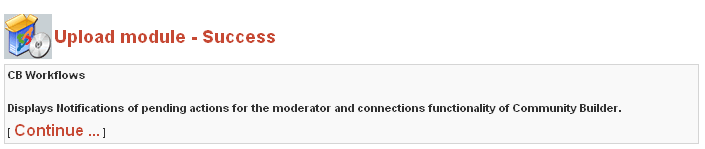 Upload module - Success
CB Workflows
Displays Notifications of pending actions for the moderator and connections functionality of Community Builder.
[ Continue ... ]